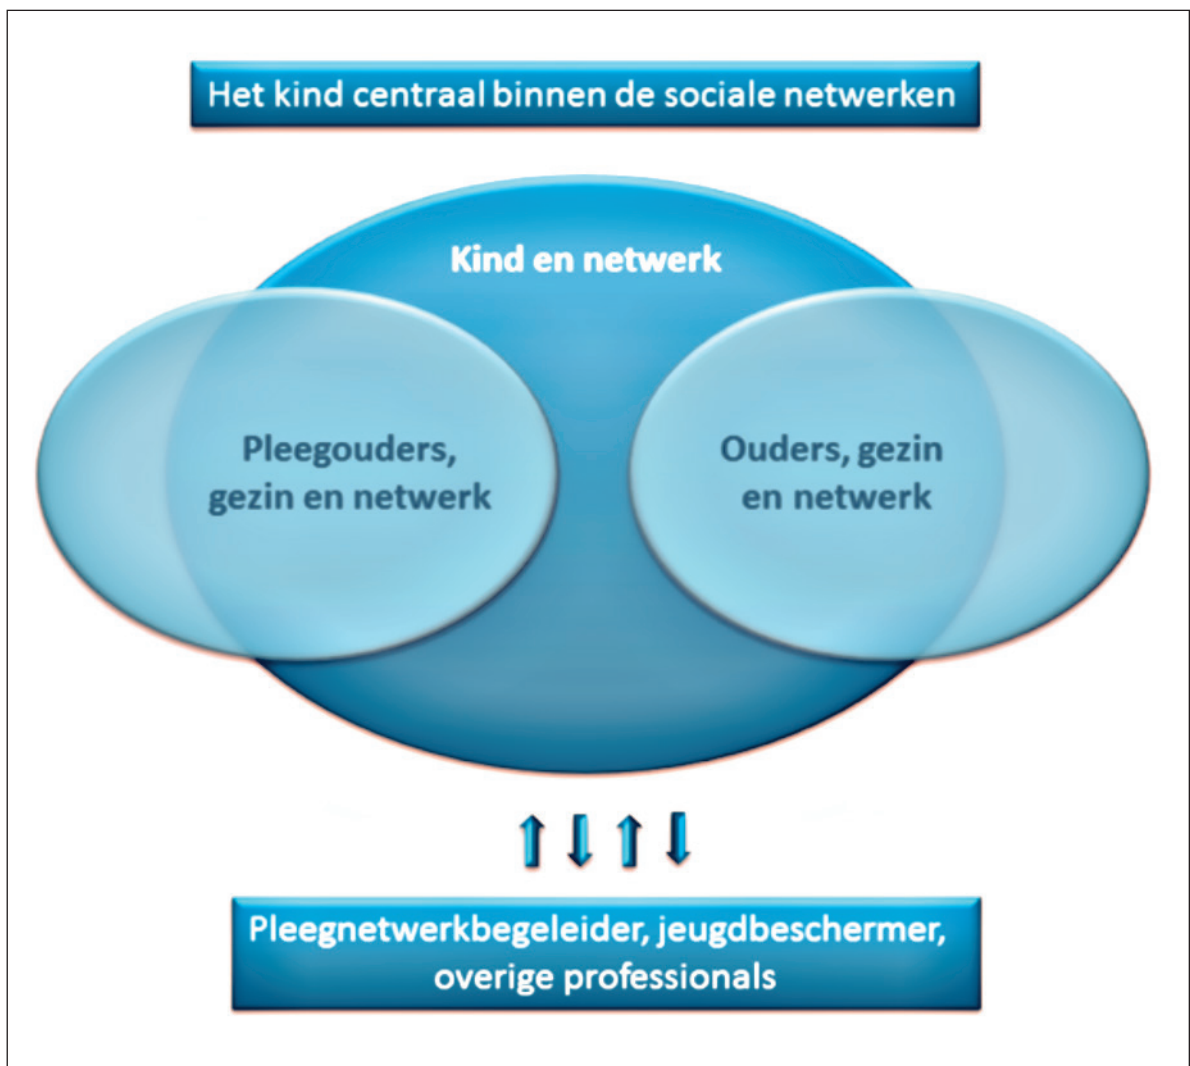 Het kind centraal binnen de sociale netwerken
Kind en netwerk
Pleegouders,
gezin en netwerk
Ouders, gezin
en netwerk
Pleegnetwerkbegeleider, jeugdbeschermer,
overige professionals